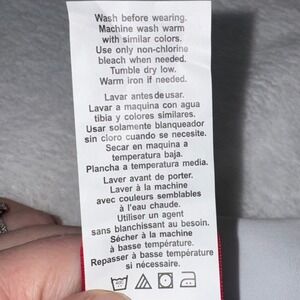 Wash before wearing.
Machine wash warm
with similar colors.
Use only non-chlorine
bleach when needed.
Tumble dry low.
Warm iron if needed.
Lavar antes de usar.
Lavar a maquina con agua
tibia y colores similares.
Usar solamente blanqueador
sin cloro cuando se necesite.
Secar en maquina a
temperatura baja.
Plancha a temperatura media.
Laver avant de porter.
Laver à la machine
avec couleurs semblables
à l'eau chaude.
Utiliser un agent
sans blanchissant au besoin.
Sécher à la machine
à basse température.
Repasser à basse température
si nécessaire.